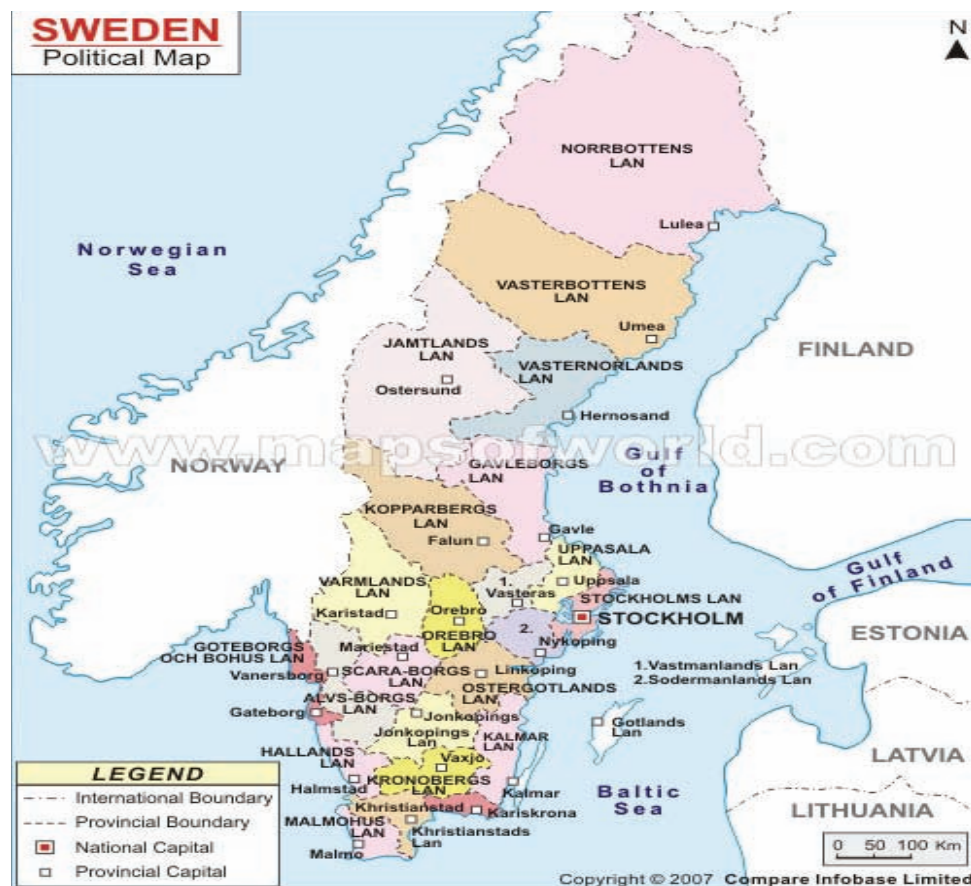 SWEDEN
Political Map
N
NORRBOTTENS
LAN
Lulea
Norwegian
Sea
VASTERBOTTENS
LAN
Umea
FINLAND
JAMTLANDS
LAN
VASTERNORLANDS
LAN
Ostersund
Hernosand
www.mapsofworld.com
NORWAY
GAVLEBORGS
LAN
Gulf
of
Bothnia
KOPPARBERGS
LAN
Falun
Gavle
UPPASALA
LAN
Gulf
of Finland
VARMLANDS
LAN
1.
Vasteras
Uppsala
STOCKHOLMS LAN
Karistad
Orebro
STOCKHOLM
OREBRO
LAN
2.
Nykoping
ESTONIA
GOTEBORGS
OCH BOHUS LAN
Mariestad
Vanersborg
SCARA-BORGS
LAN
Linkoping
1.Vastmanlands Lan
2.Sodermanlands Lan
OSTERGOTLANDS
LAN
ALVS-BORGS
LAN
Gateborg
Jonkopings
Jonkopings
Lan
KALMAR
LAN
Gotlands
Lan
HALLANDS
LAN
Vaxjo
LATVIA
Halmstad
KRONOBERGS
LAN
Kalmar
Baltic
Sea
LITHUANIA
Khristianstad
Kariskrona
MALMOHUS
LAN
Khristianstads
Lan
Malmo
LEGEND
International Boundary
Provincial Boundary
National Capital
Provincial Capital
0 50 100 Km
Copyright © 2007 Compare Infobase Limited